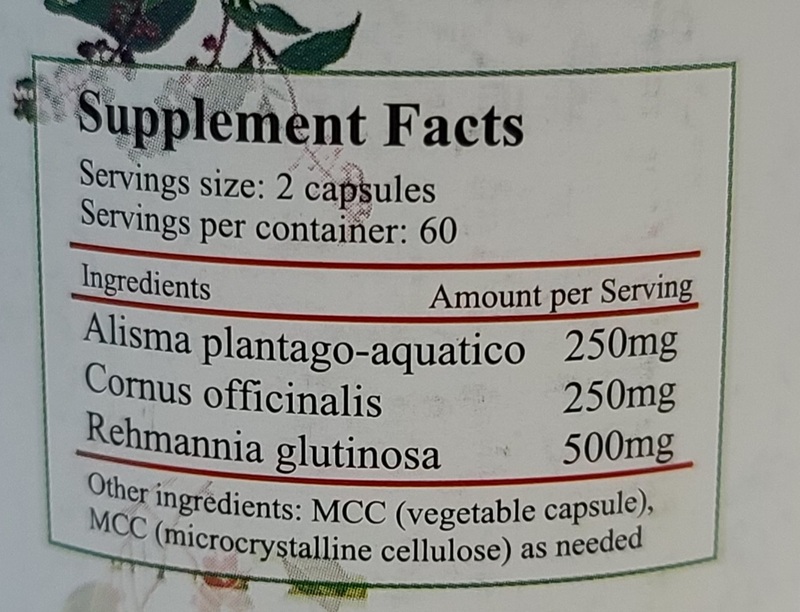 Supplement Facts
Servings size: 2 capsules
Servings per container: 60
Ingredients Amount per Serving
Alisma plantago-aquatico 250mg
Cornus officinalis 250mg
Rehmannia glutinosa 500mg
Other ingredients: MCC (vegetable capsule),
MCC (microcrystalline cellulose) as needed